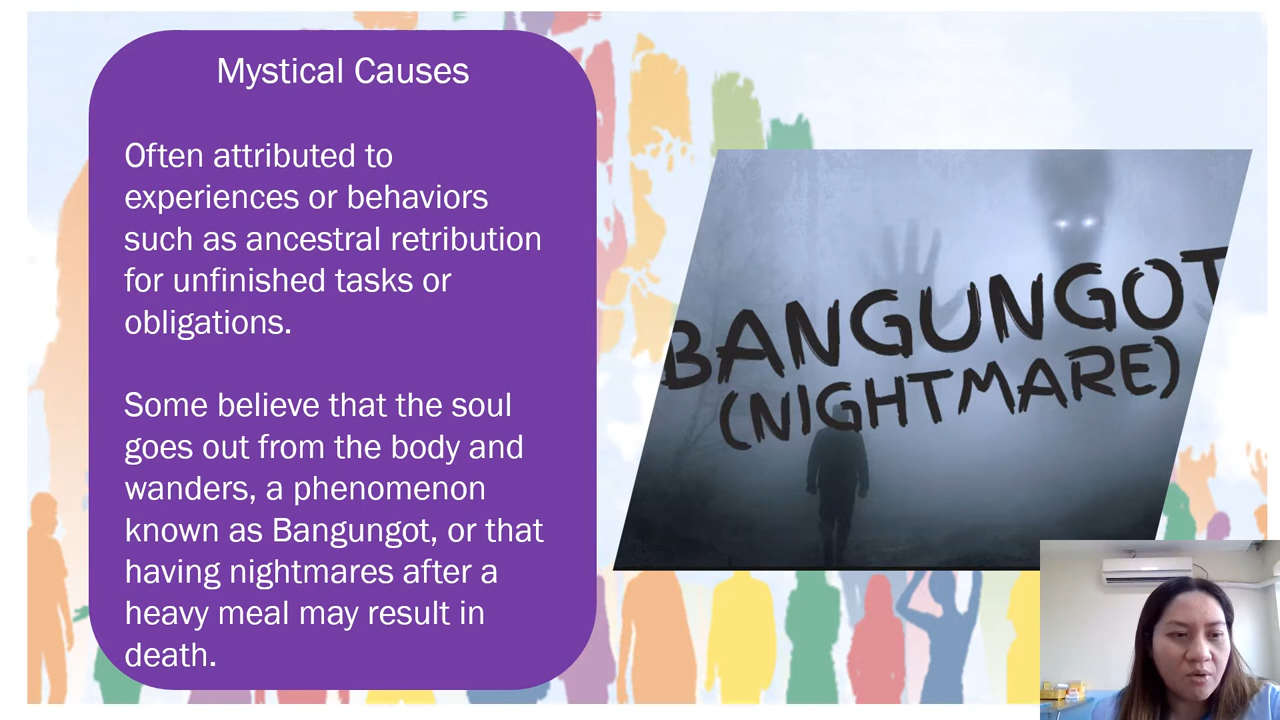 Mystical Causes
Often attributed to
experiences or behaviors
such as ancestral retribution
for unfinished tasks or
obligations.
Some believe that the soul
goes out from the body and
wanders, a phenomenon
known as Bangungot, or that
having nightmares after a
heavy meal may result in
death.
BANGUNGOT
(NIGHTMARE)